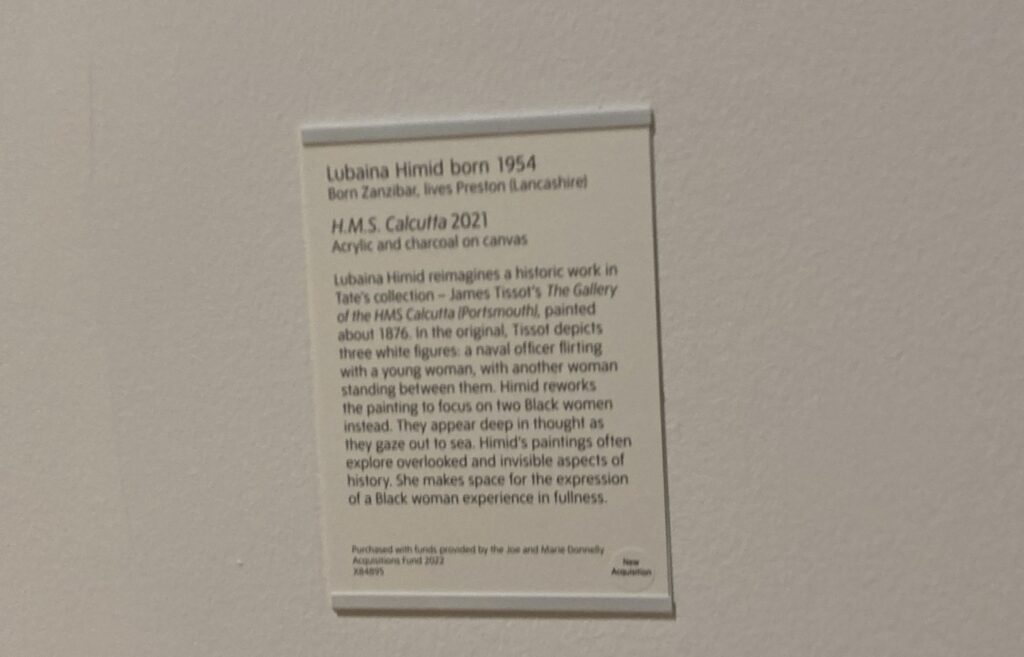 Lubaina Himid born 1954
Born Zanzibar, lives Preston (Lancashire)
H.M.S. Calcutta 2021
Acrylic and charcoal on canvas
Lubaina Himid reimagines a historic work in
Tate's collection – James Tissot's The Gallery
of the HMS Calcutta (Portsmouth), painted
about 1876. In the original, Tissot depicts
three white figures: a naval officer flirting
with a young woman, with another woman
standing between them. Himid reworks
the painting to focus on two Black women
instead. They appear deep in thought as
they gaze out to sea. Himid's paintings often
explore overlooked and invisible aspects of
history. She makes space for the expression
of a Black woman experience in fullness.
Purchased with funds provided by the Joe and Marie Donnelly
Acquisitions Fund 2022
X84895
New
Acquisition